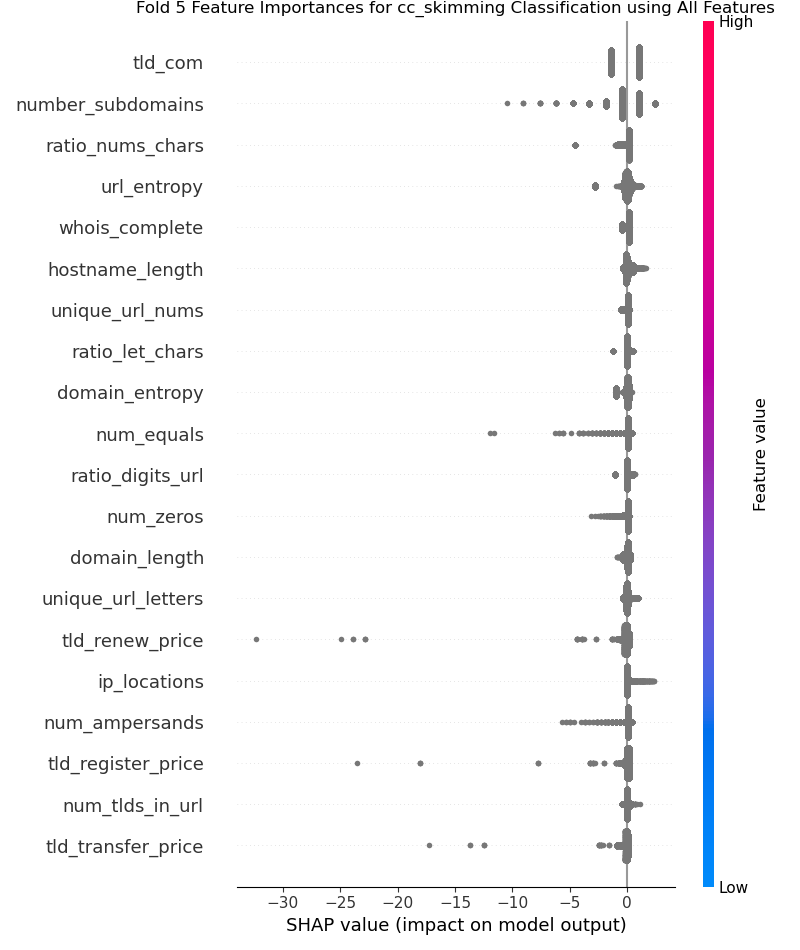 Fold 5 Feature Importances for cc_skimming Classification using All Features
High
tld_com
number_subdomains
ratio_nums_chars
url_entropy
whois_complete
hostname_length
unique_url_nums
ratio_let_chars
domain_entropy
num_equals
ratio_digits_url
num_zeros
domain_length
unique_url_letters
tld_renew_price
ip_locations
num_ampersands
tld_register_price
num_tlds_in_url
tld_transfer_price
Feature value
Low
−30 −25 −20 −15 −10 −5 0
SHAP value (impact on model output)